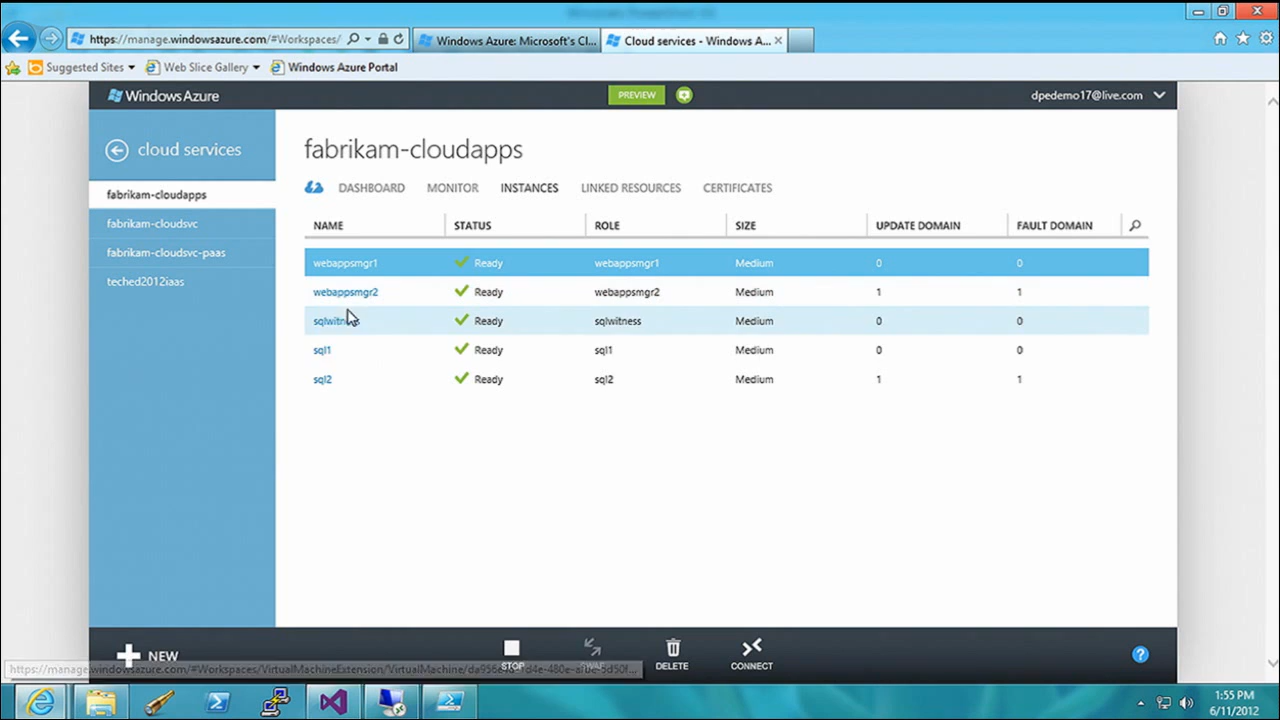 https://manage.windowsazure.com/#Workspaces/
Windows Azure: Microsoft's Cl...
Cloud services - Windows A...
Suggested Sites
Web Slice Gallery
Windows Azure Portal
Windows Azure
PREVIEW
dpedemo17@live.com
cloud services
fabrikam-cloudapps
fabrikam-cloudsvc
fabrikam-cloudsvc-paas
teched2012iaas
fabrikam-cloudapps
DASHBOARD MONITOR INSTANCES LINKED RESOURCES CERTIFICATES
NAME STATUS ROLE SIZE UPDATE DOMAIN FAULT DOMAIN
webappsmgr1 Ready webappsmgr1 Medium 0 0
webappsmgr2 Ready webappsmgr2 Medium 1 1
sqlwitness Ready sqlwitness Medium 0 0
sql1 Ready sql1 Medium 0 0
sql2 Ready sql2 Medium 1 1
NEW
STOP
DELETE
CONNECT
?
1:55 PM
6/11/2012